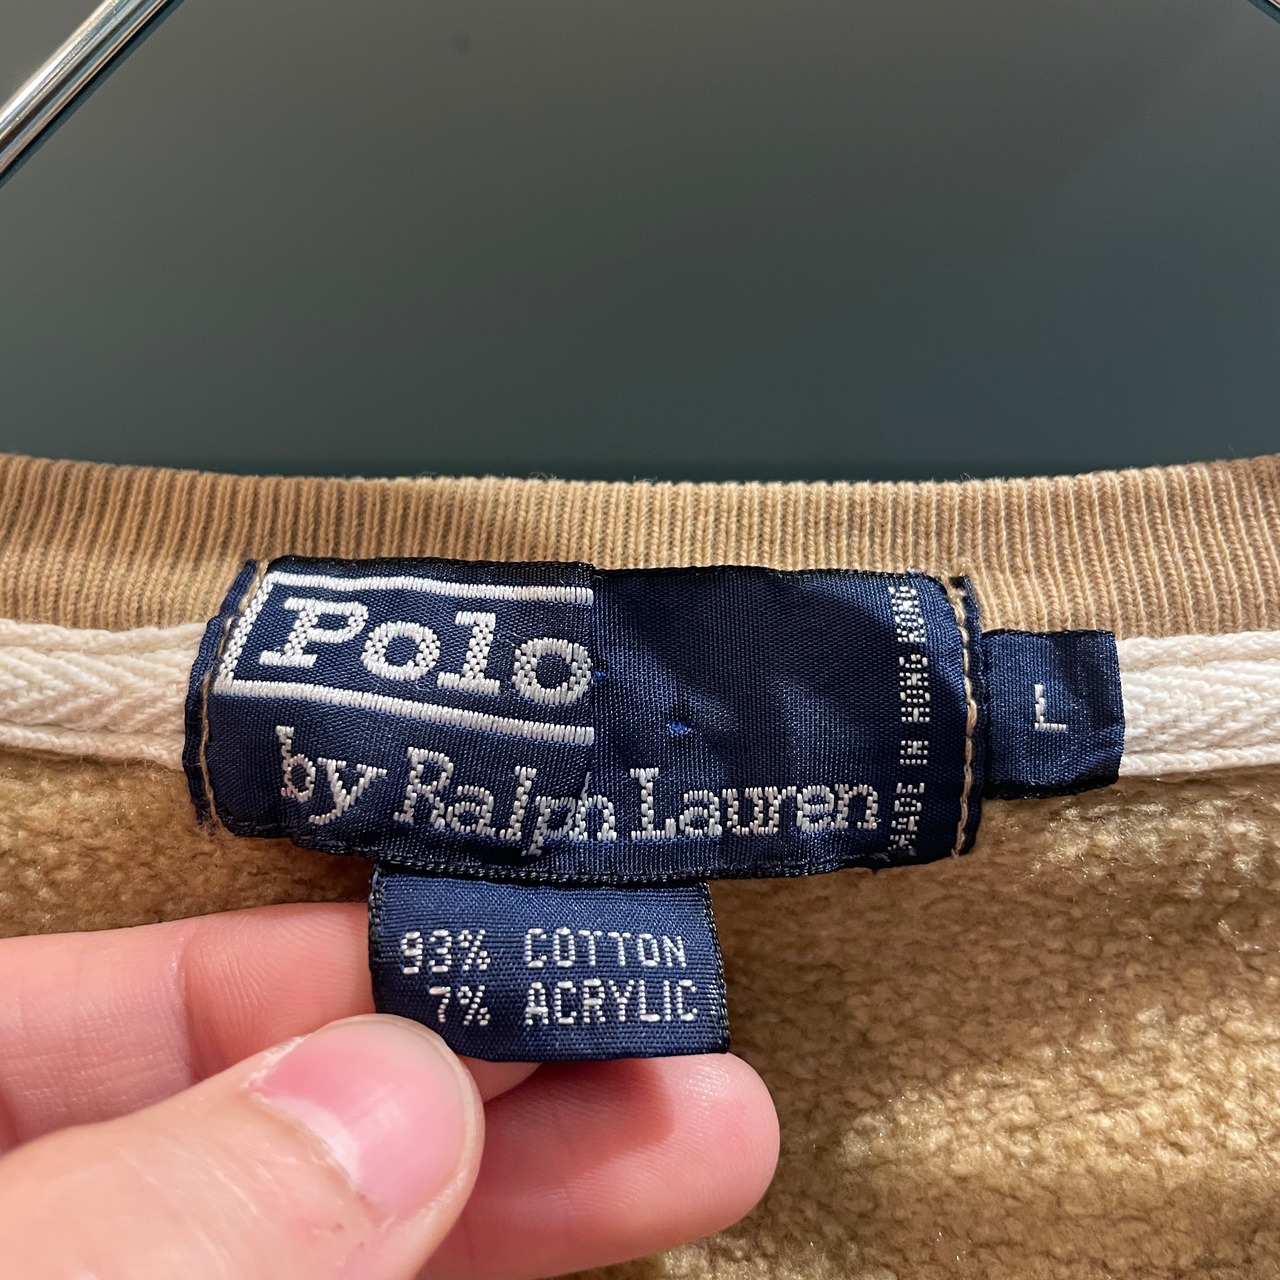 Polo
by Ralph Lauren
MADE IN HONG KONG
L
93% COTTON
7% ACRYLIC